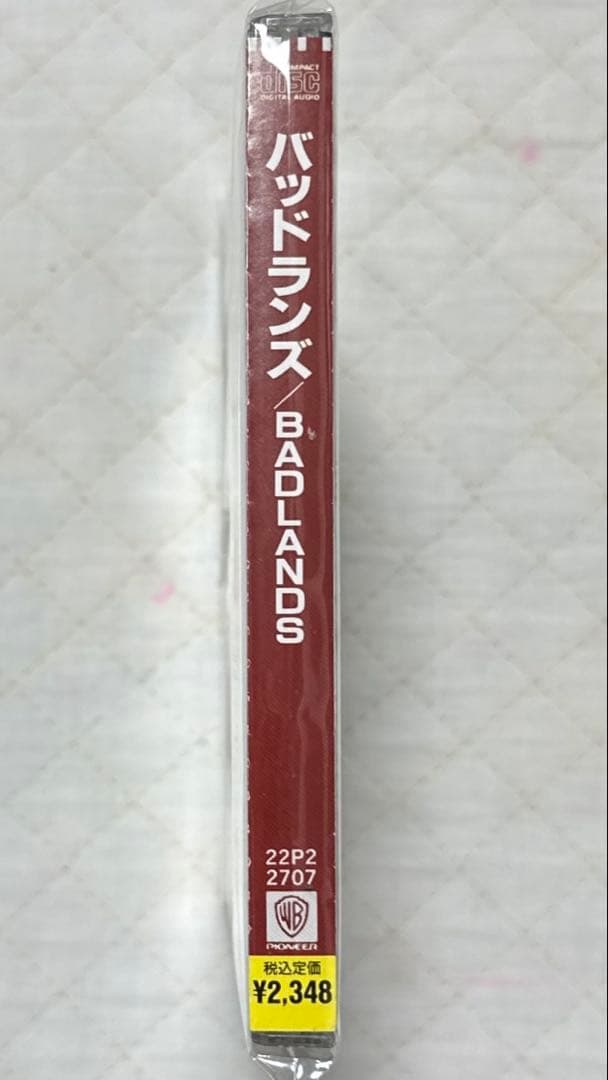 COMPACT
disc
DIGITAL AUDIO
バッドランズ/BADLANDS
22P2
2707
WB
PIONEER
税込定価
¥2,348